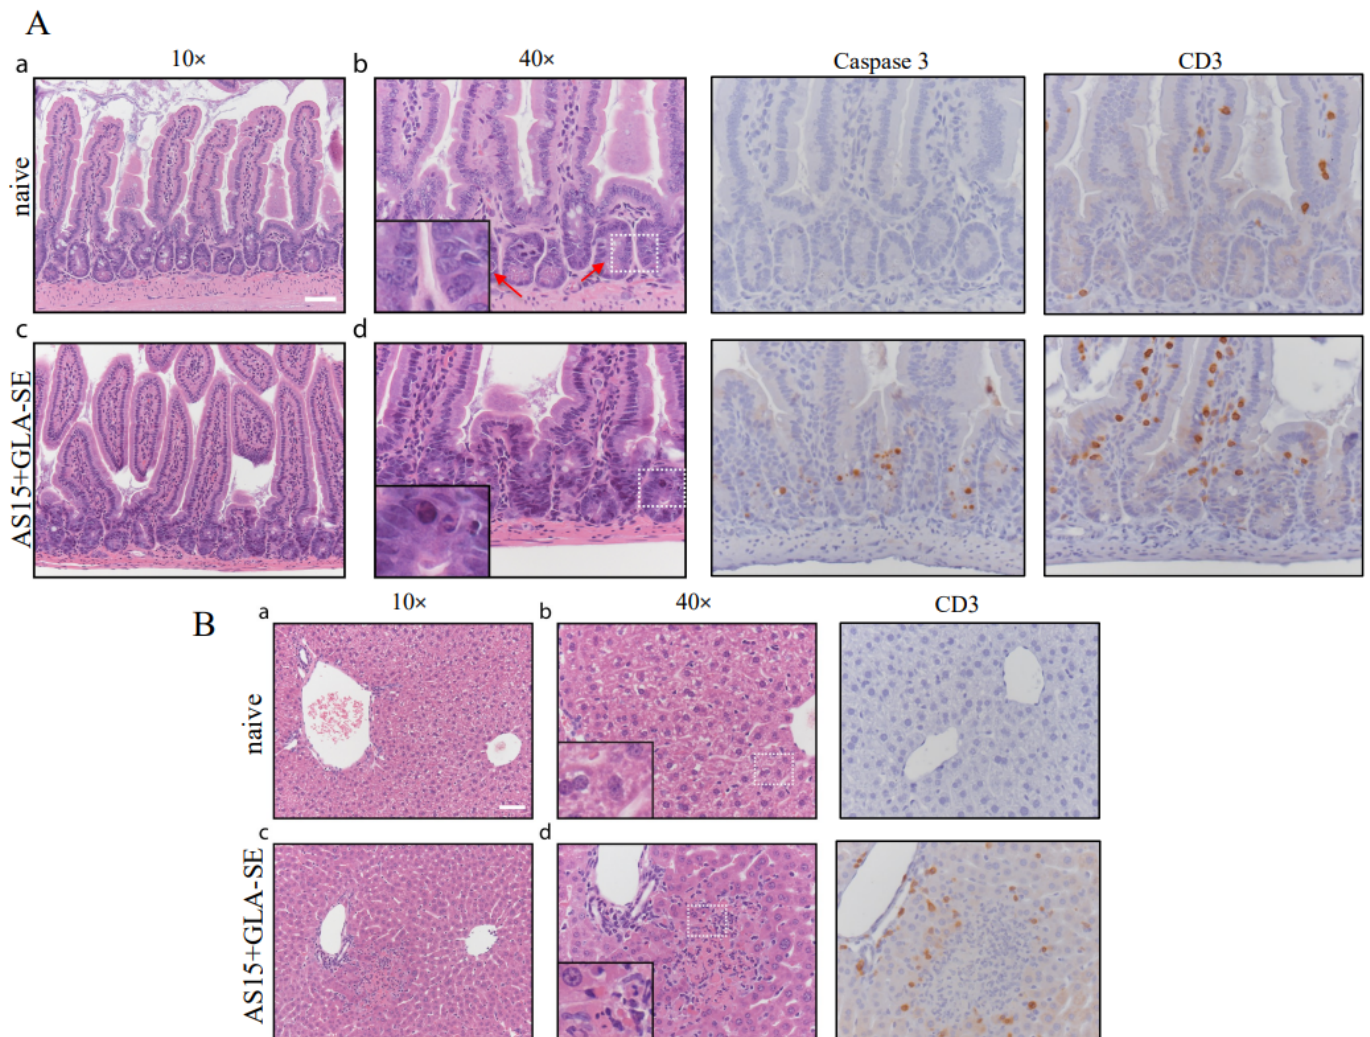 A
10×
40×
Caspase 3
CD3
a
b
naive
c
d
AS15+GLA-SE
B
10×
40×
CD3
a
b
naive
c
d
AS15+GLA-SE